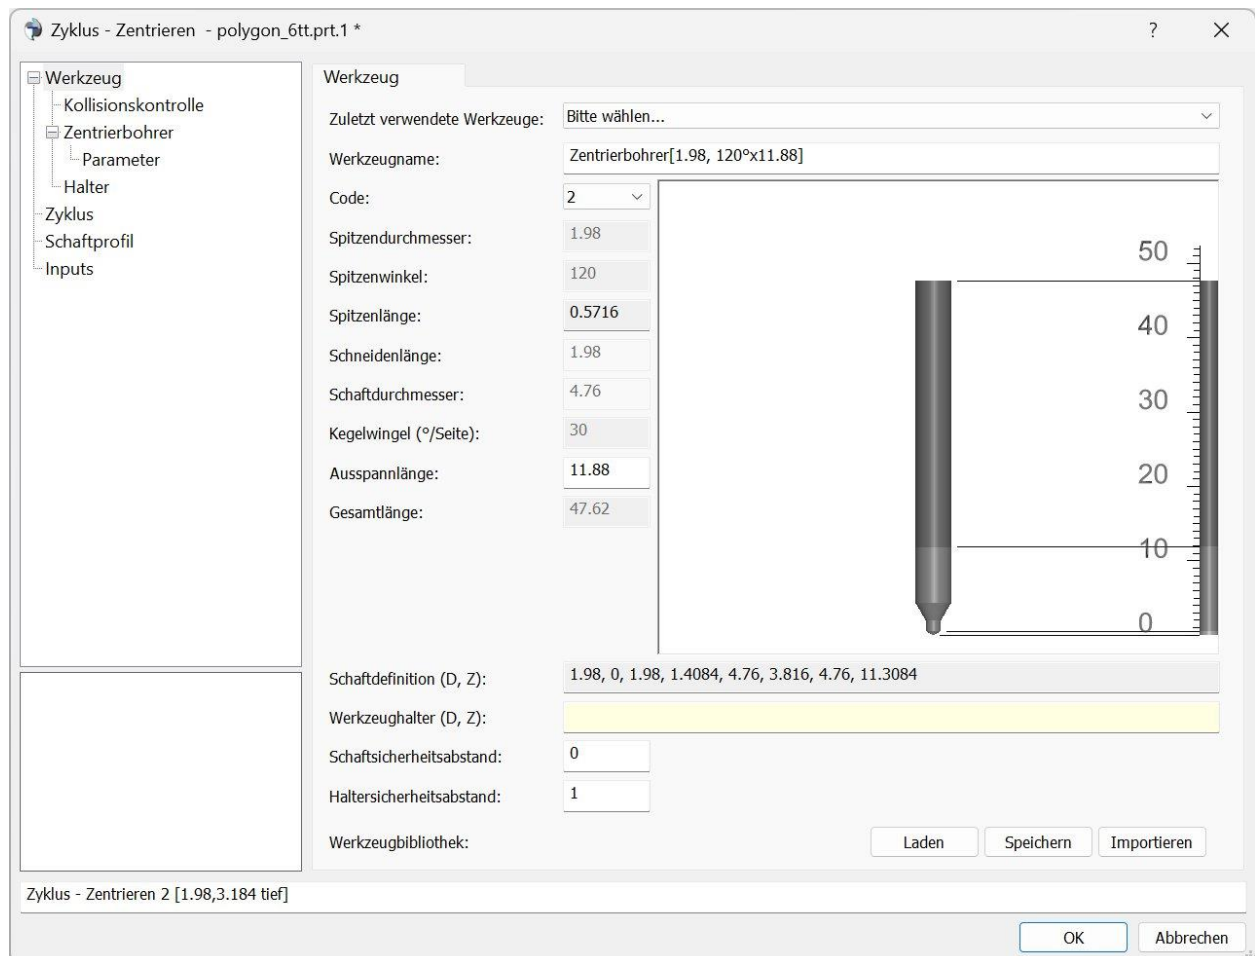 Zyklus - Zentrieren - polygon_6tt.prt.1 *
?
Werkzeug
Kollisionskontrolle
Zentrierbohrer
Parameter
Halter
Zyklus
Schaftprofil
Inputs
Werkzeug
Zuletzt verwendete Werkzeuge: Bitte wählen...
Werkzeugname: Zentrierbohrer[1.98, 120°x11.88]
Code: 2
Spitzendurchmesser: 1.98
Spitzenwinkel: 120
Spitzenlänge: 0.5716
Schneidenlänge: 1.98
Schaftdurchmesser: 4.76
Kegelwingel (°/Seite): 30
Ausspannlänge: 11.88
Gesamtlänge: 47.62
50
40
30
20
10
0
Schaftdefinition (D, Z): 1.98, 0, 1.98, 1.4084, 4.76, 3.816, 4.76, 11.3084
Werkzeughalter (D, Z):
Schaftsicherheitsabstand: 0
Haltersicherheitsabstand: 1
Werkzeugbibliothek: Laden Speichern Importieren
Zyklus - Zentrieren 2 [1.98,3.184 tief]
OK Abbrechen